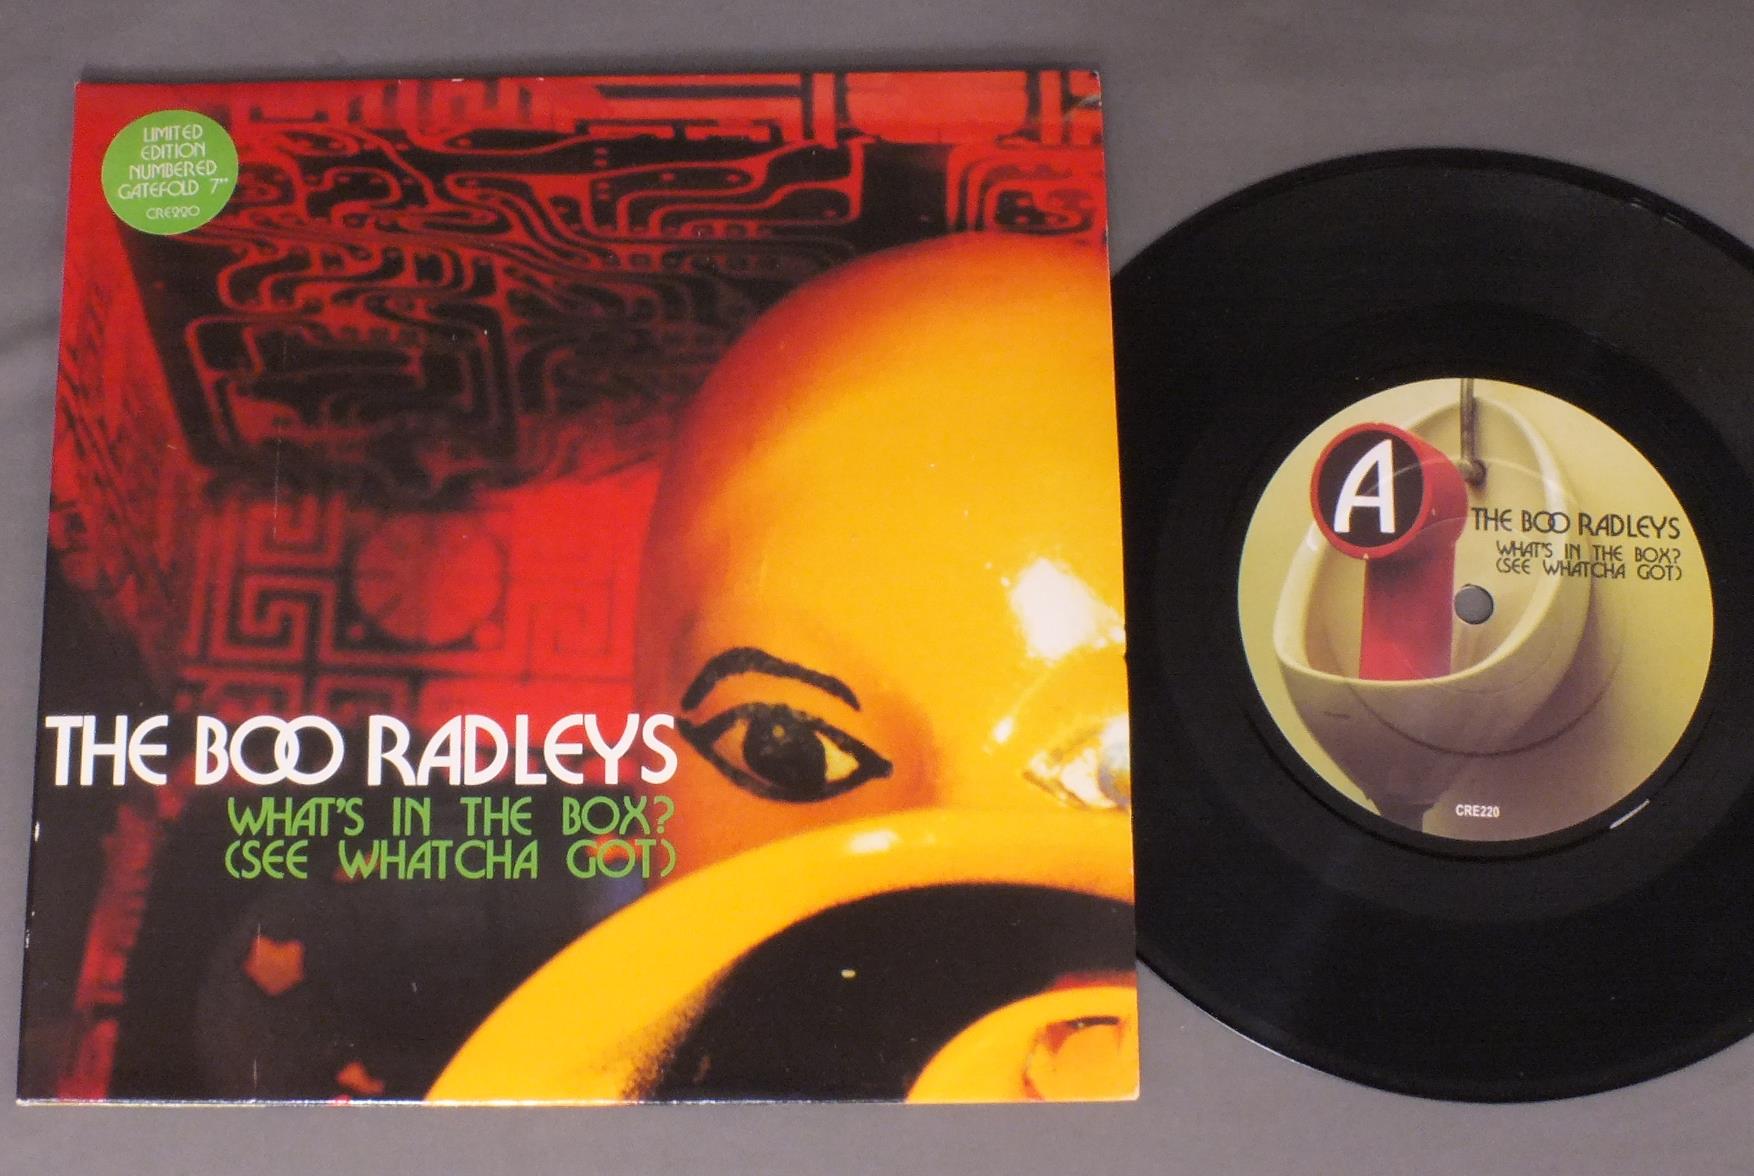 LIMITED
EDITION
NUMBERED
GATEFOLD 7"
CRE220
THE BOO RADLEYS
WHAT'S IN THE BOX?
(SEE WHATCHA GOT)
A
THE BOO RADLEYS
WHAT'S IN THE BOX?
(SEE WHATCHA GOT)
CRE220